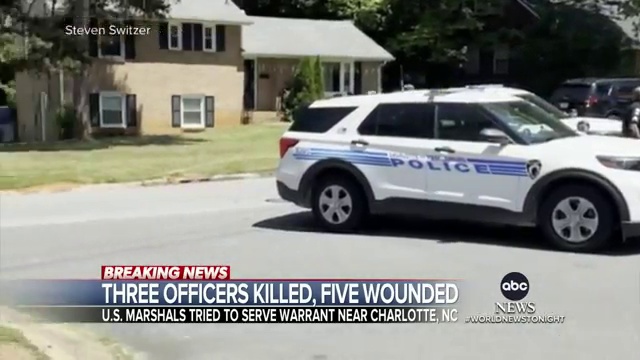 Steven Switzer
POLICE
BREAKING NEWS
THREE OFFICERS KILLED, FIVE WOUNDED
U.S. MARSHALS TRIED TO SERVE WARRANT NEAR CHARLOTTE, NC
abc
NEWS
#WORLDNEWSTONIGHT